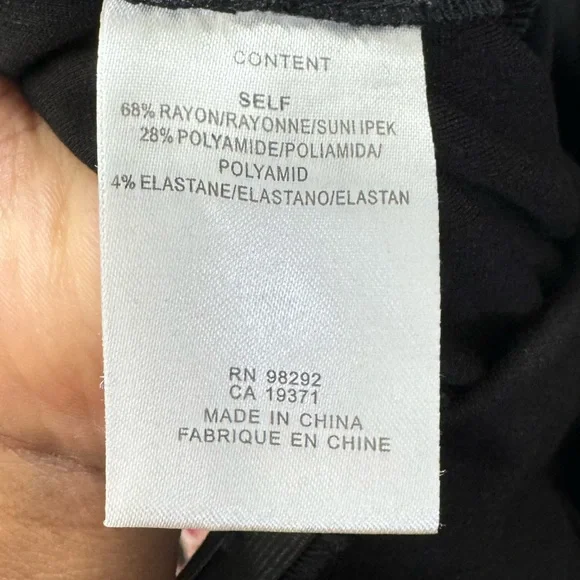 CONTENT
SELF
68% RAYON/RAYONNE/SUNI IPEK
28% POLYAMIDE/POLIAMIDA/
POLYAMID
4% ELASTANE/ELASTANO/ELASTAN
RN 98292
CA 19371
MADE IN CHINA
FABRIQUE EN CHINE